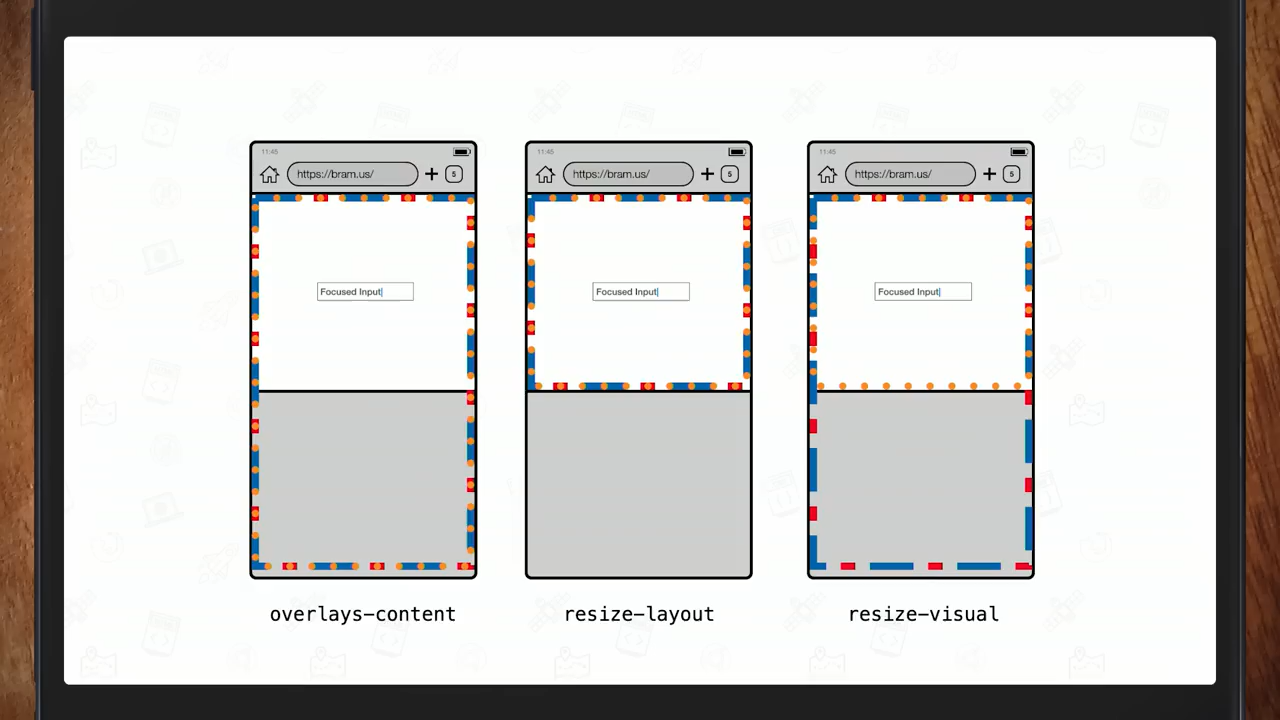 11:45
https://bram.us/
5
Focused Input
overlays-content
11:45
https://bram.us/
5
Focused Input
resize-layout
11:45
https://bram.us/
5
Focused Input
resize-visual